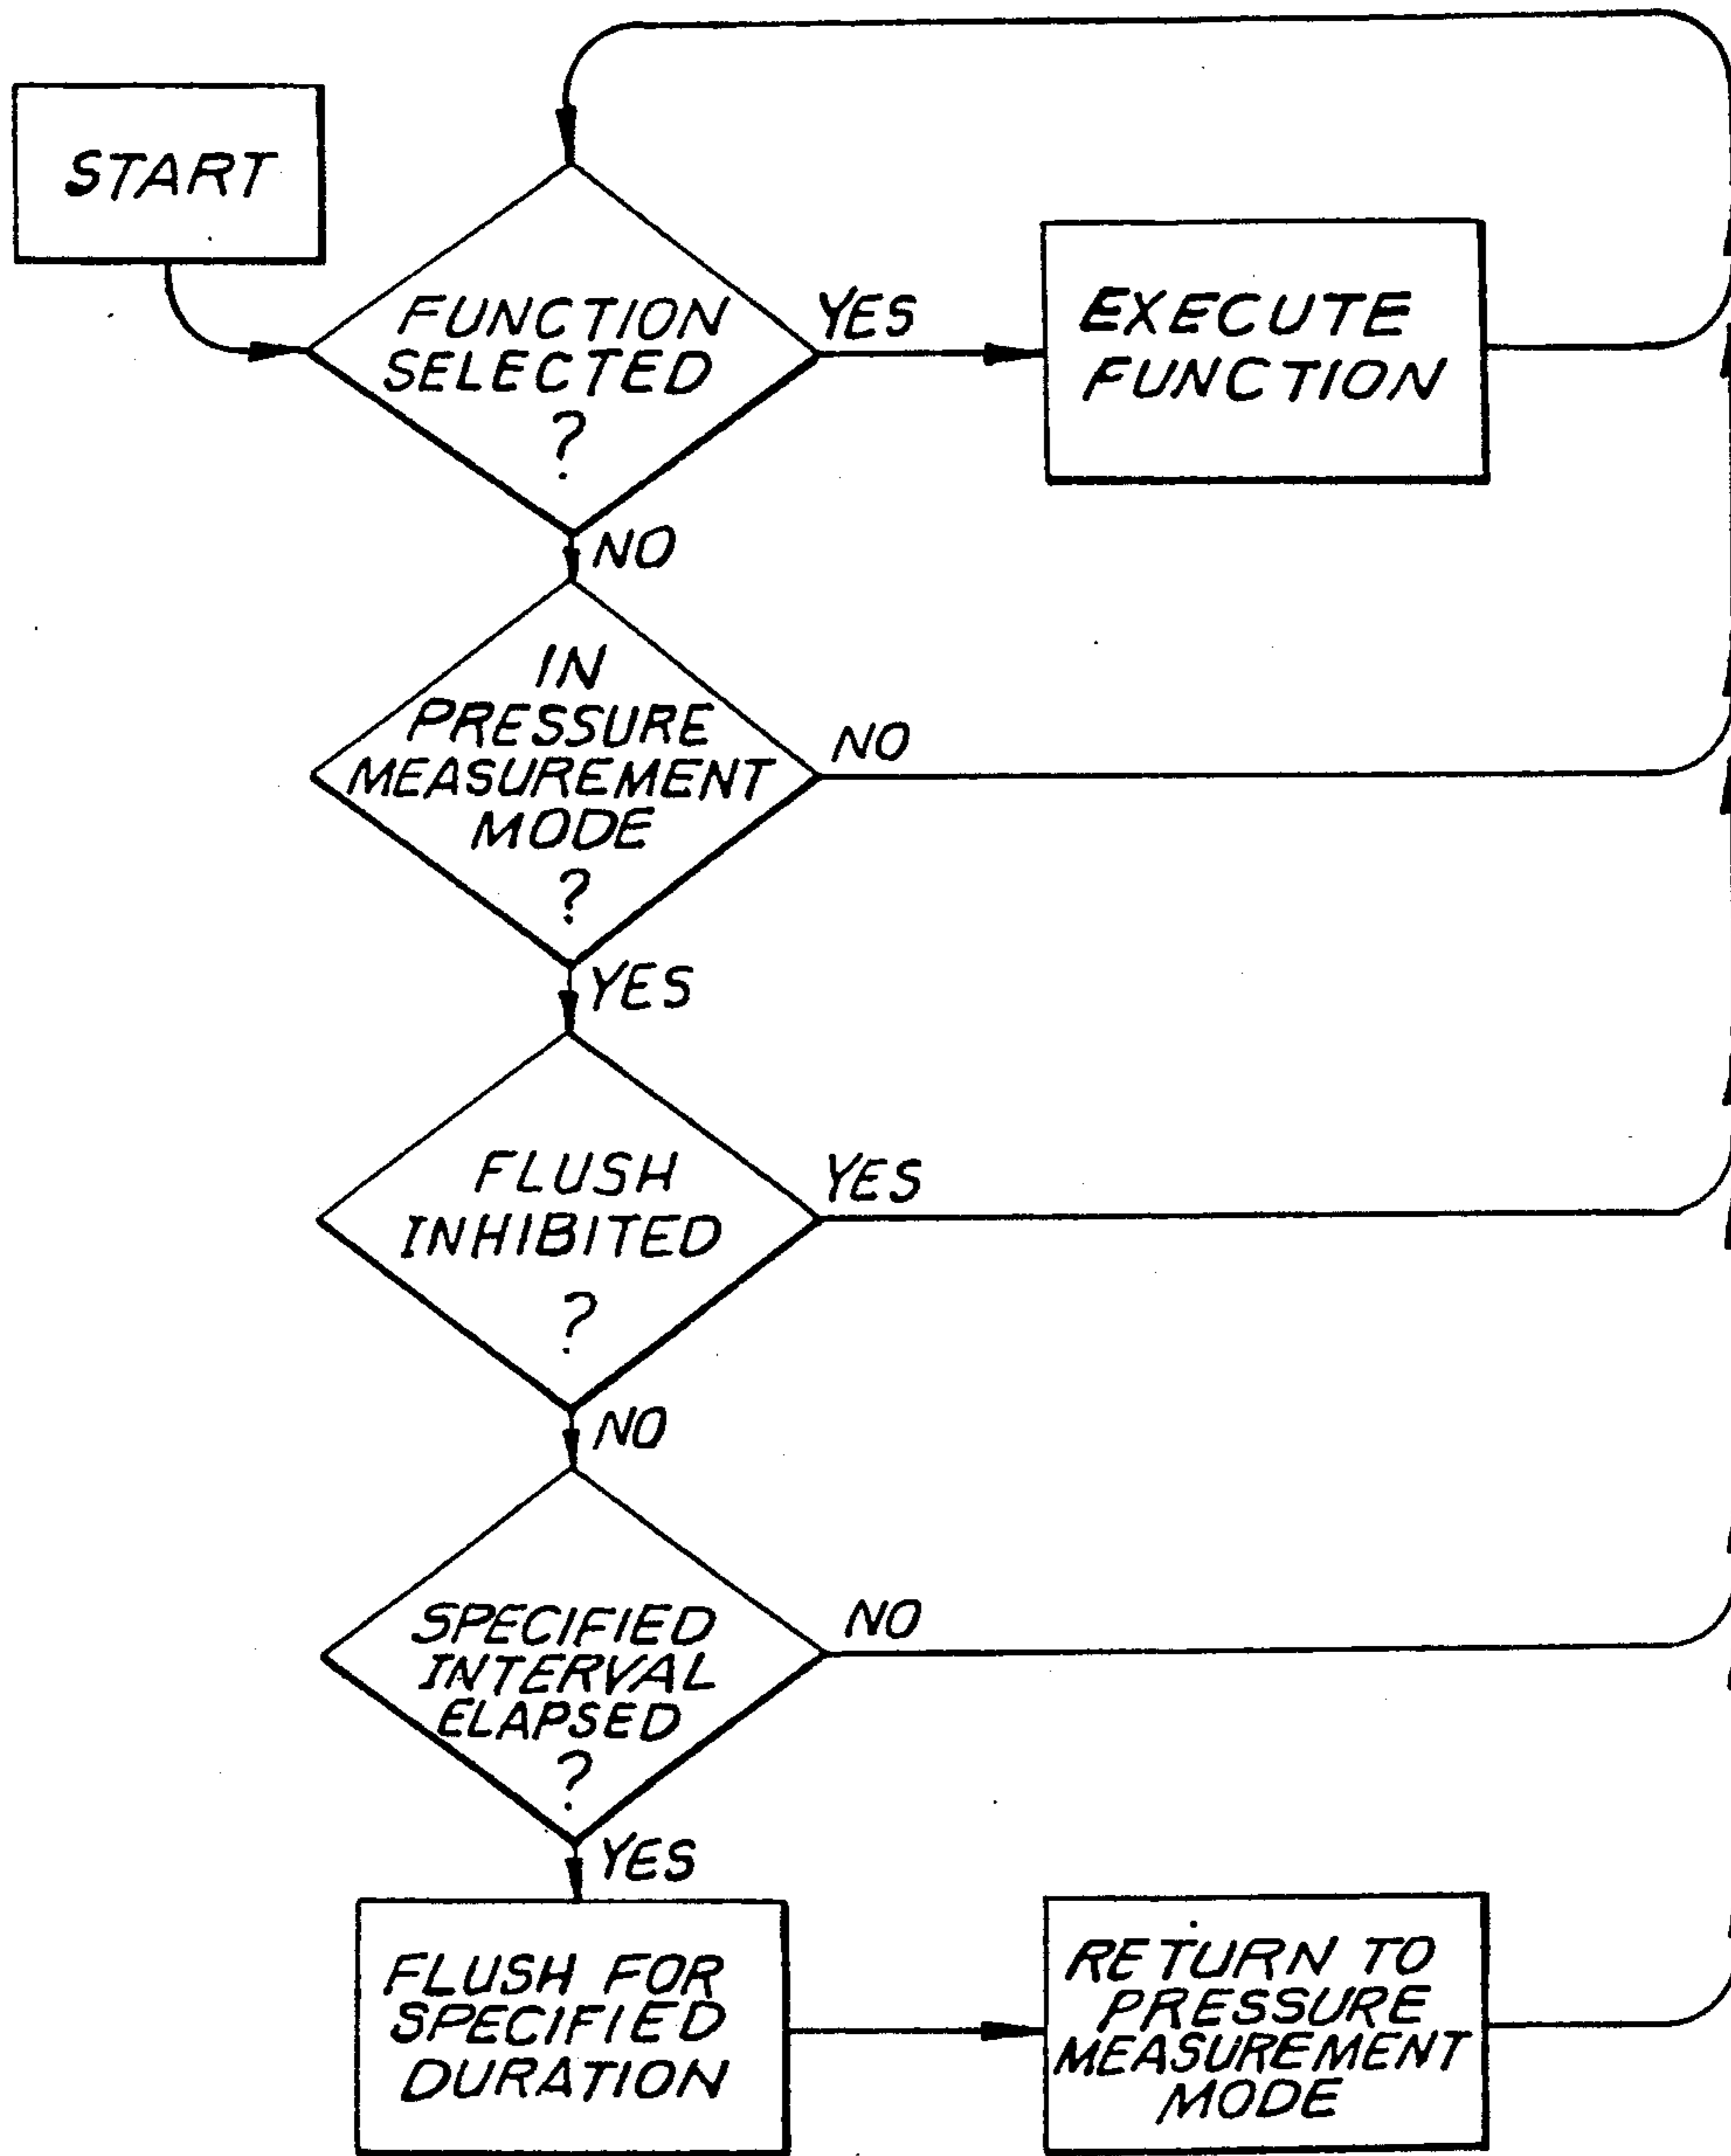 START
FUNCTION
SELECTED
?
YES
EXECUTE
FUNCTION
NO
IN
PRESSURE
MEASUREMENT
MODE
?
NO
YES
FLUSH
INHIBITED
?
YES
NO
SPECIFIED
INTERVAL
ELAPSED
?
NO
YES
FLUSH FOR
SPECIFIED
DURATION
RETURN TO
PRESSURE
MEASUREMENT
MODE